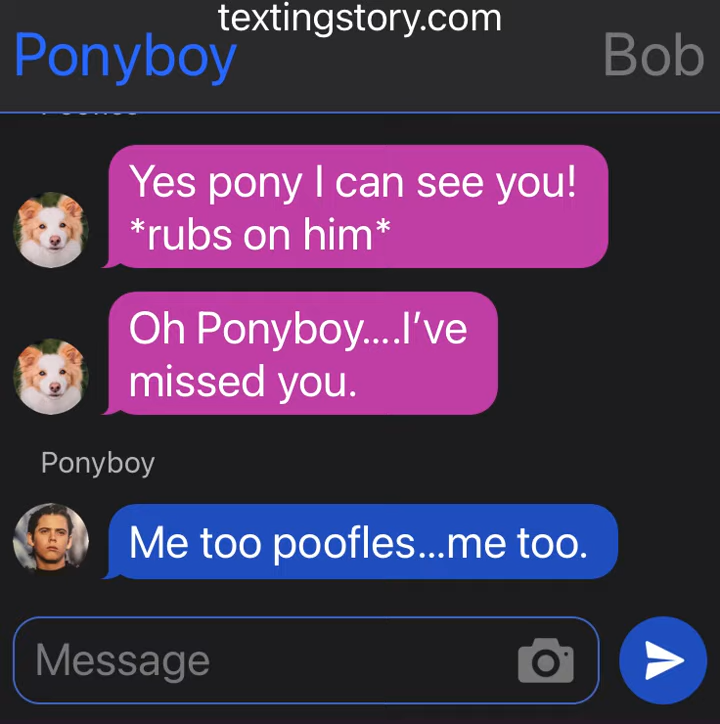 textingstory.com
Ponyboy
Bob
Yes pony I can see you!
*rubs on him*
Oh Ponyboy....I've
missed you.
Ponyboy
Me too poofles...me too.
Message